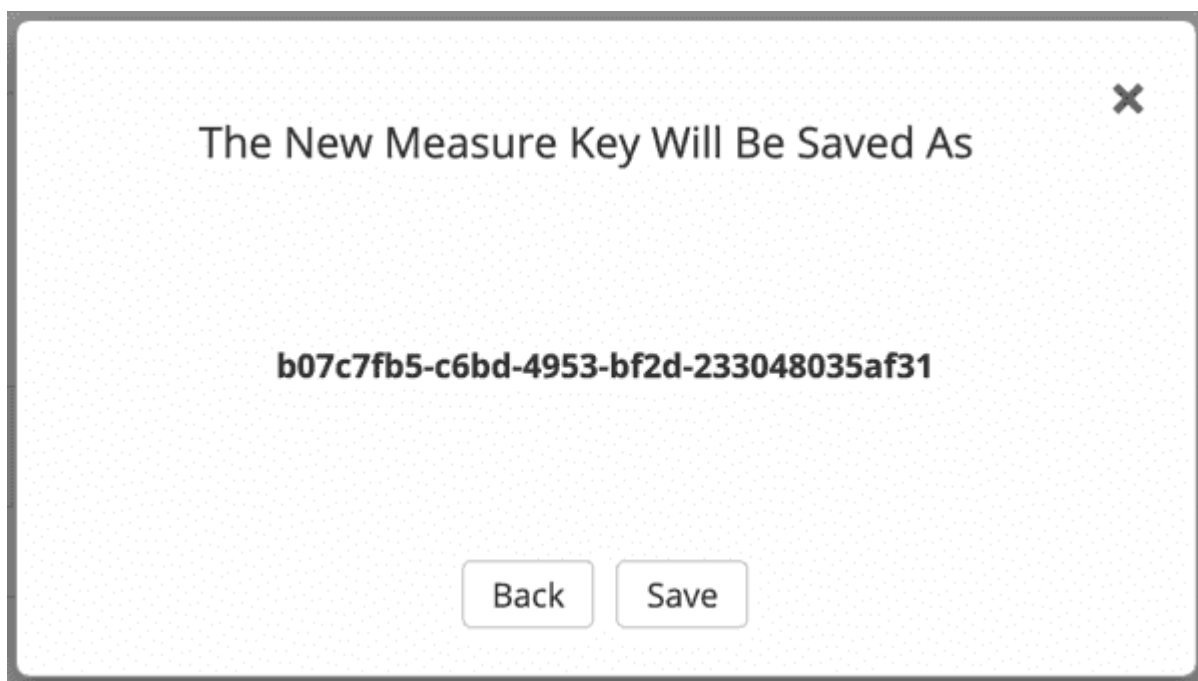 The New Measure Key Will Be Saved As
b07c7fb5-c6bd-4953-bf2d-233048035af31
Back Save